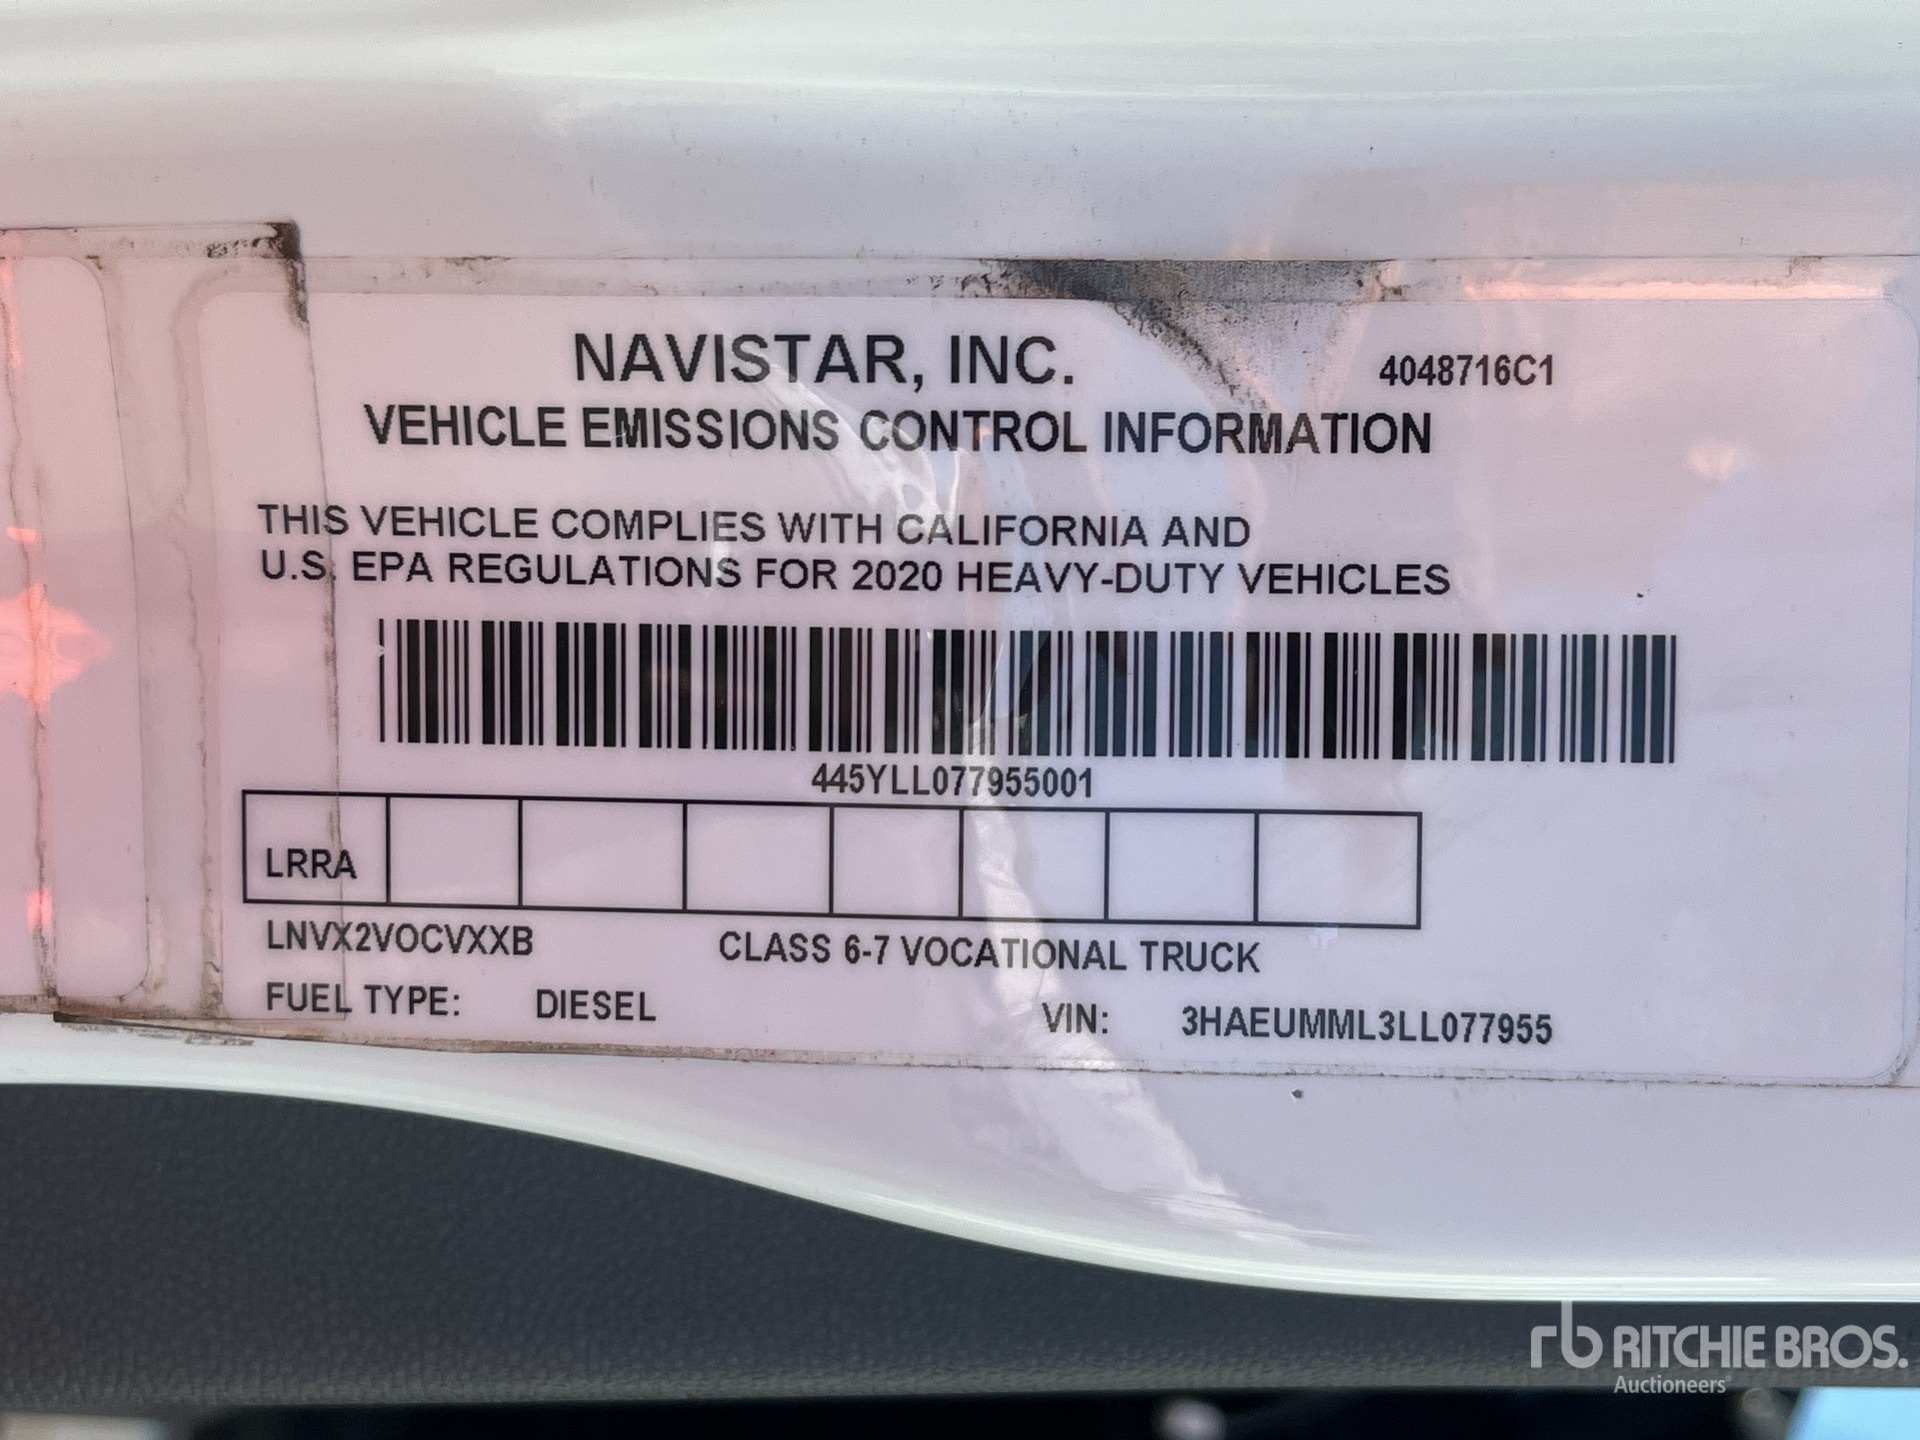 NAVISTAR, INC.
4048716C1
VEHICLE EMISSIONS CONTROL INFORMATION
THIS VEHICLE COMPLIES WITH CALIFORNIA AND
U.S. EPA REGULATIONS FOR 2020 HEAVY-DUTY VEHICLES
445YLL077955001
LRRA
LNVX2VOCVXXB CLASS 6-7 VOCATIONAL TRUCK
FUEL TYPE: DIESEL VIN: 3HAEUMML3LL077955
rb RITCHIE BROS.
Auctioneers